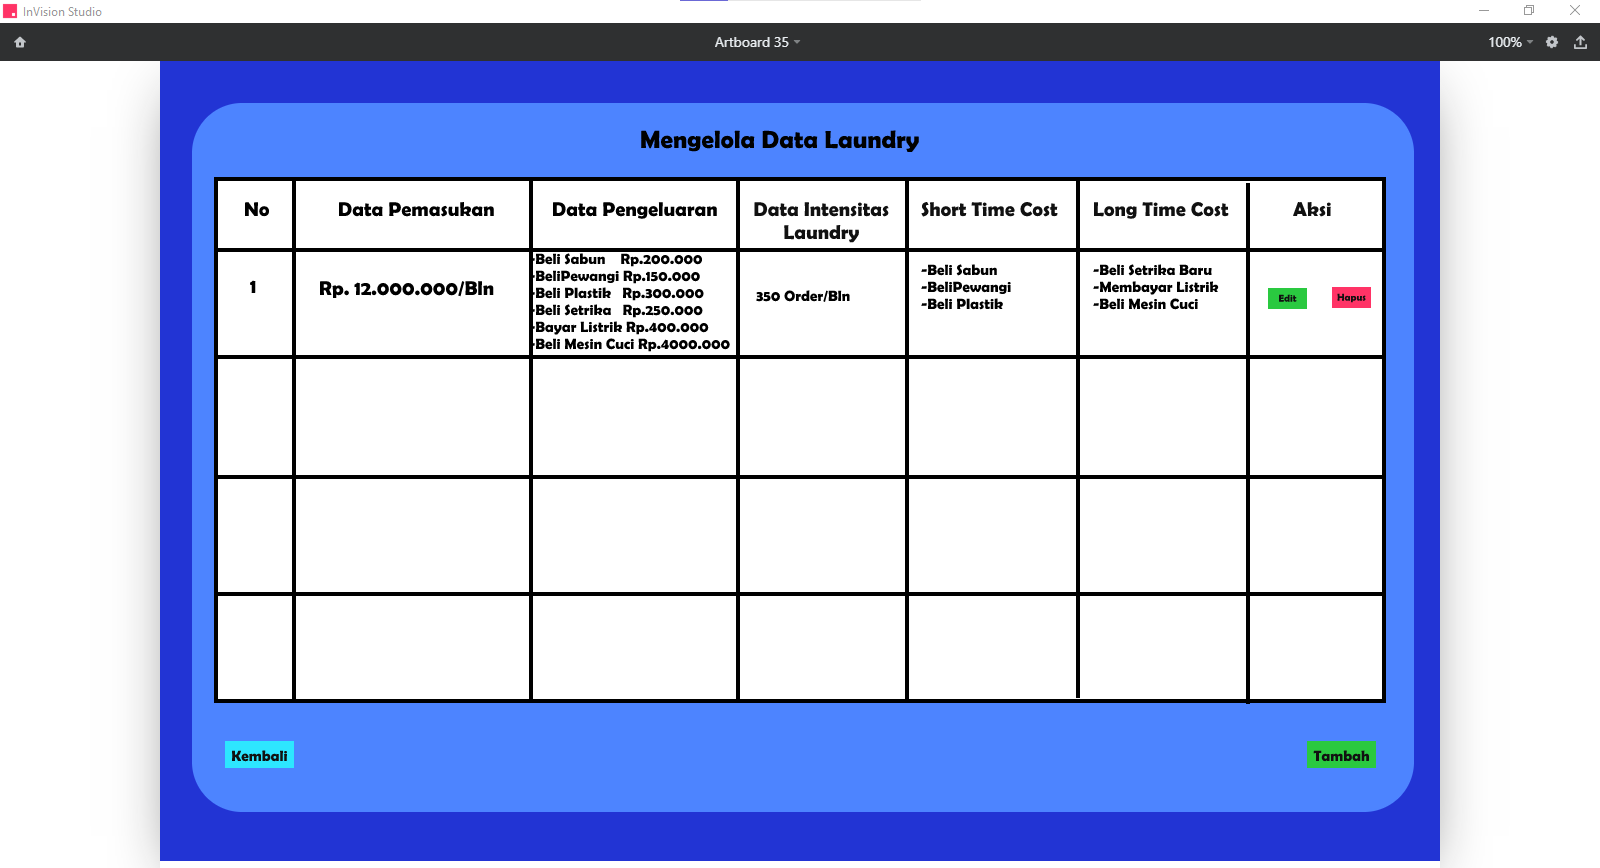 InVision Studio
Artboard 35
100%
Mengelola Data Laundry
No
Data Pemasukan
Data Pengeluaran
Data Intensitas
Laundry
Short Time Cost
Long Time Cost
Aksi
1
Rp. 12.000.000/Bln
-Beli Sabun Rp.200.000
-BeliPewangi Rp.150.000
-Beli Plastik Rp.300.000
-Beli Setrika Rp.250.000
-Bayar Listrik Rp.400.000
-Beli Mesin Cuci Rp.4000.000
350 Order/Bln
-Beli Sabun
-BeliPewangi
-Beli Plastik
-Beli Setrika Baru
-Membayar Listrik
-Beli Mesin Cuci
Edit
Hapus
Kembali
Tambah